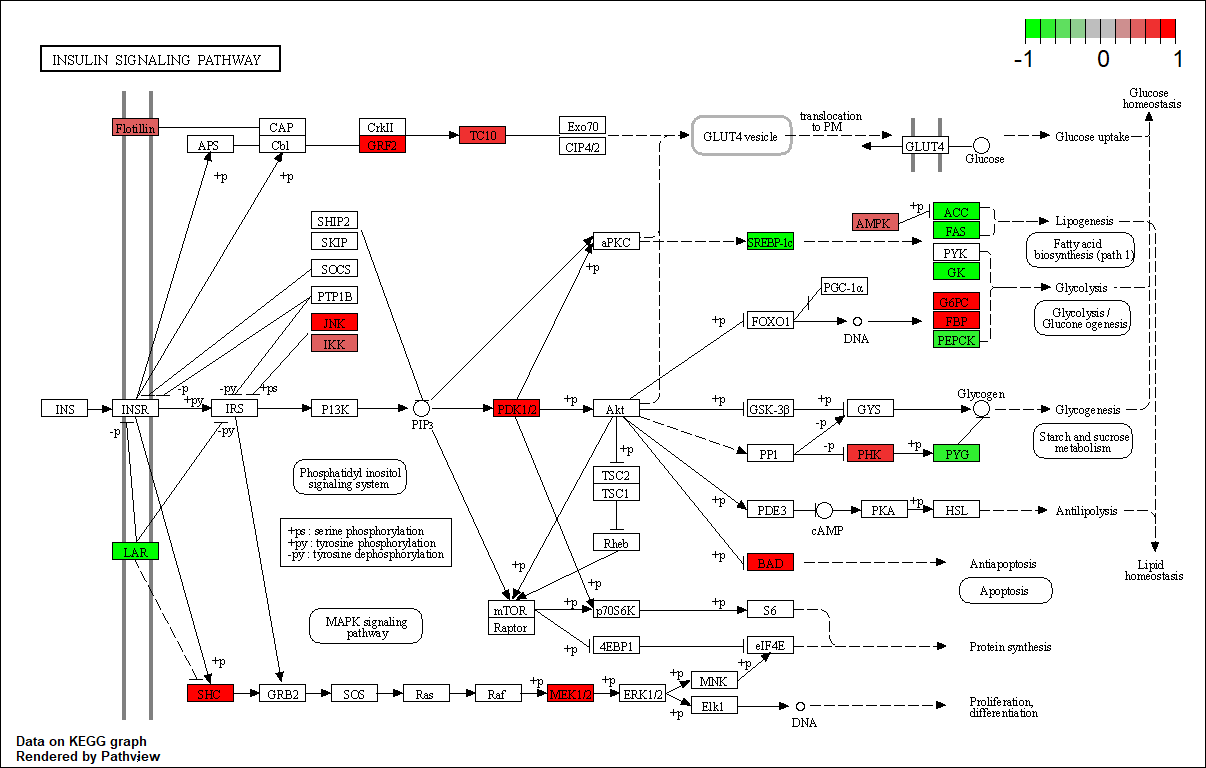 INSULIN SIGNALING PATHWAY
-1 0 1
Glucose
homeostasis
Flotillin
CAP
CrkII
Exo70
translocation
to PM
APS
Cbl
GRF2
TC10
CIP4/2
GLUT4 vesicle
GLUT4
Glucose
Glucose uptake
+p
+p
SHIP2
SKIP
SOCS
PTP1B
JNK
IKK
aPKC
+p
SREBP-1c
AMPK
+p
ACC
FAS
Lipogenesis
Fatty acid
biosynthesis (path 1)
PYK
GK
PGC-1α
Glycolysis
G6PC
FBP
PEPCK
Glycolysis /
Glucone ogenesis
+p
FOXO1
DNA
-p
+py
-py
+ps
INS
INSR
IRS
P13K
PIP3
PDK1/2
+p
Akt
+p
GSK-3β
+p
GYS
Glycogen
Glycogenesis
-p
-py
-p
PP1
-p
PHK
+p
PYG
Starch and sucrose
metabolism
Phosphatidyl inositol
signaling system
+p
TSC2
TSC1
+p
PDE3
cAMP
PKA
+p
HSL
Antilipolysis
+ps : serine phosphorylation
+py : tyrosine phosphorylation
-py : tyrosine dephosphorylation
LAR
Rheb
+p
BAD
Antiapoptosis
Apoptosis
Lipid
homeostasis
+p
+p
MAPK signaling
pathway
mTOR
Raptor
+p
p70S6K
+p
S6
+p
4EBP1
eIF4E
Protein synthesis
+p
SHC
GRB2
SOS
Ras
Raf
+p
MEK1/2
+p
ERK1/2
+p
MNK
+p
+p
Elk1
DNA
Proliferation,
differentiation
Data on KEGG graph
Rendered by Pathview